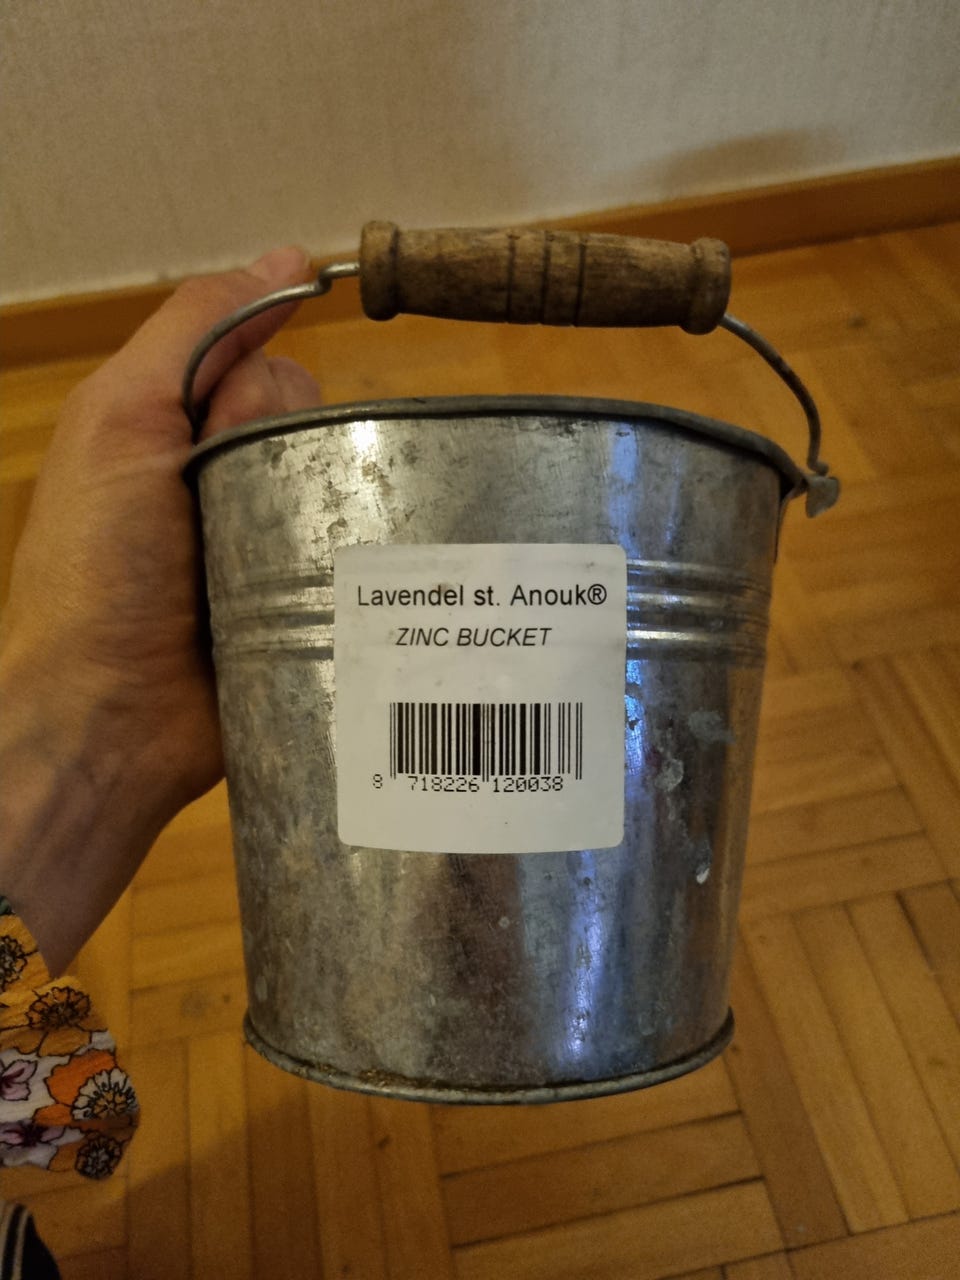 Lavendel st. Anouk®
ZINC BUCKET
8 718226 120038